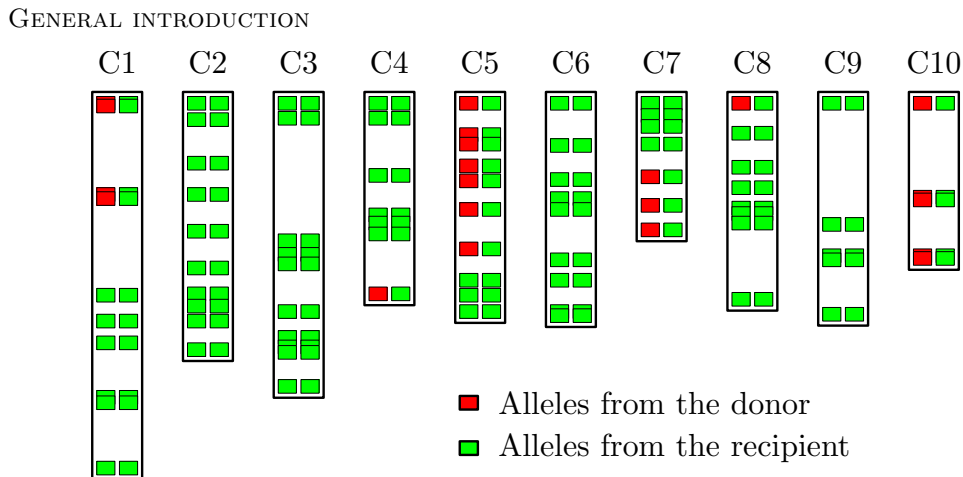 GENERAL INTRODUCTION
C1 C2 C3 C4 C5 C6 C7 C8 C9 C10
Alleles from the donor
Alleles from the recipient